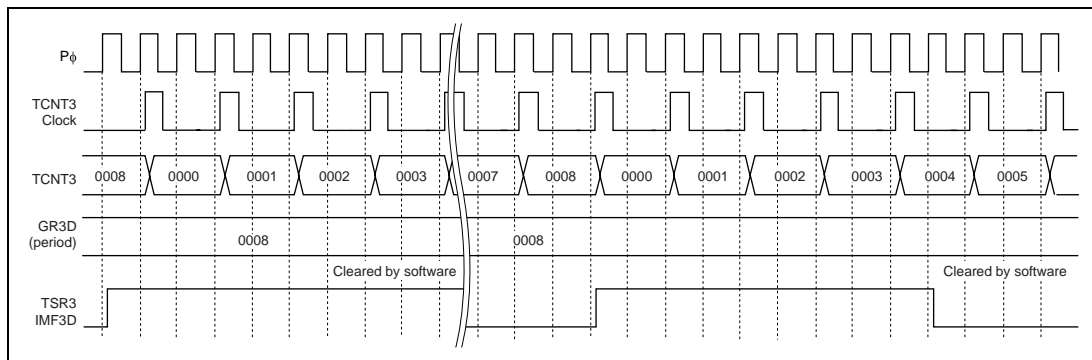 Pϕ
TCNT3
Clock
TCNT3
0008 0000 0001 0002 0003 0007 0008 0000 0001 0002 0003 0004 0005
GR3D
(period)
0008 0008
Cleared by software Cleared by software
TSR3
IMF3D